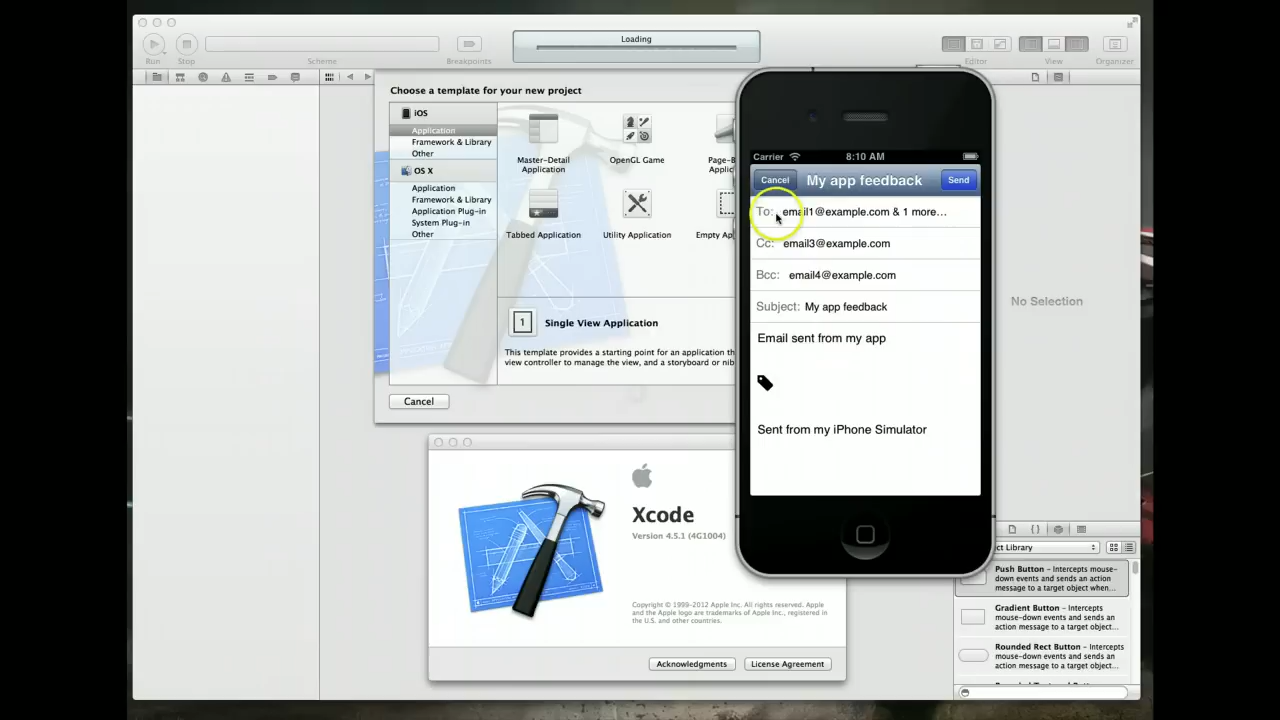 Loading
Run
Stop
Scheme
Breakpoints
Editor
View
Organizer
Choose a template for your new project
iOS
Application
Framework & Library
Other
OS X
Application
Framework & Library
Application Plug-in
System Plug-in
Other
Master-Detail
Application
OpenGL Game
Page-B
Applic
Tabbed Application
Utility Application
Empty Ap
1
Single View Application
This template provides a starting point for an application th
view controller to manage the view, and a storyboard or nib
Cancel
Carrier
8:10 AM
Cancel
My app feedback
Send
To: email1@example.com & 1 more...
Cc: email3@example.com
Bcc: email4@example.com
Subject: My app feedback
Email sent from my app
Sent from my iPhone Simulator
No Selection
Xcode
Version 4.5.1 (4G1004)
Copyright © 1999–2012 Apple Inc. All rights reserved. Apple
and the Apple logo are trademarks of Apple Inc., registered in
the U.S. and other countries.
Acknowledgments
License Agreement
ct Library
Push Button – Intercepts mouse-
down events and sends an action
message to a target object when...
Gradient Button – Intercepts
mouse-down events and sends an
action message to a target object...
Rounded Rect Button – Intercepts
mouse-down events and sends an
action message to a target object...